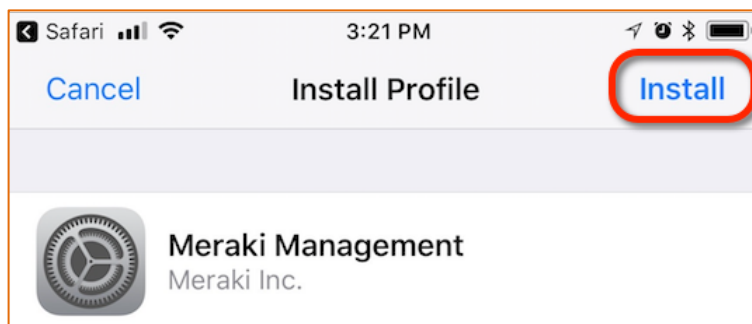 Safari 3:21 PM
Cancel Install Profile Install
Meraki Management
Meraki Inc.